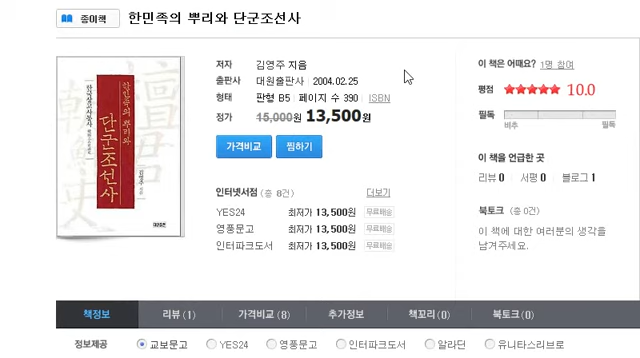 종이책 한민족의 뿌리와 단군조선사
저자 김영주 지음
출판사 대원출판사 | 2004.02.25
형태 판형 B5 페이지 수 390 ISBN
정가 15,000원 13,500원
가격비교 찜하기
인터넷서점 (총 8건) 더보기
YES24 최저가 13,500원 무료배송
영풍문고 최저가 13,500원 무료배송
인터파크도서 최저가 13,500원 무료배송
이 책은 어때요? 1명 참여
평점 10.0
필독
비추 필독
이 책을 언급한 곳
리뷰 0 서평 0 블로그 1
북토크 (총 0건)
이 책에 대한 여러분의 생각을
남겨주세요.
한민족의 뿌리와
단군조선사
책정보 리뷰 (1) 가격비교 (8) 추가정보 책꼬리 (0) 북토크 (0)
정보제공 교보문고 YES24 영풍문고 인터파크도서 알라딘 유니타스리브로